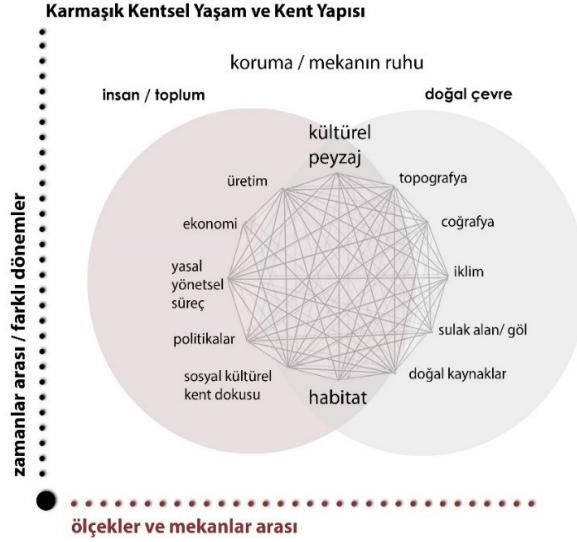 Karmaşık Kentsel Yaşam ve Kent Yapısı
koruma / mekanın ruhu
insan / toplum
doğal çevre
kültürel
peyzaj
üretim
topografya
ekonomi
coğrafya
yasal
yönetsel
süreç
iklim
politikalar
sulak alan/ göl
sosyal kültürel
kent dokusu
doğal kaynaklar
habitat
zamanlar arası / farklı dönemler
ölçekler ve mekanlar arası